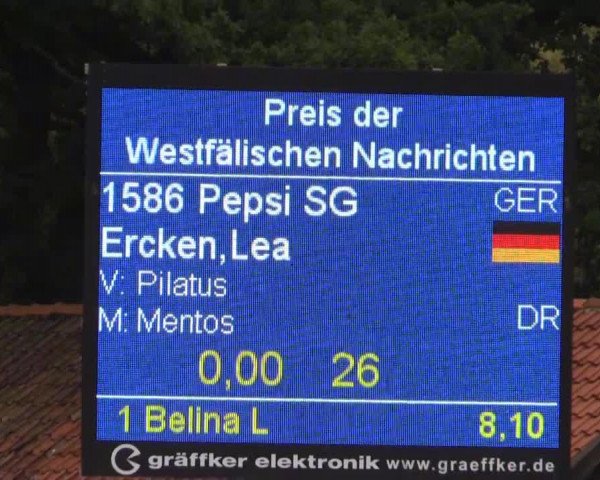 Preis der
Westfälischen Nachrichten
1586 Pepsi SG GER
Ercken,Lea
V: Pilatus
M: Mentos DR
0,00 26
1 Belina L 8,10
gräffker elektronik www.graeffker.de